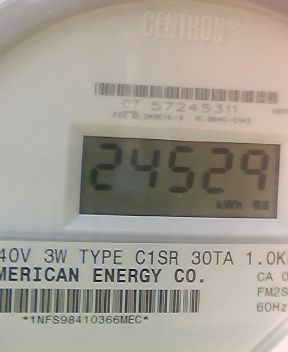 CENTRON®
07 57245311
24529
kWh
40V 3W TYPE C1SR 30TA 1.0K
MERICAN ENERGY CO.
CA 0
FM2S
60Hz
*1NFS98410366MEC*